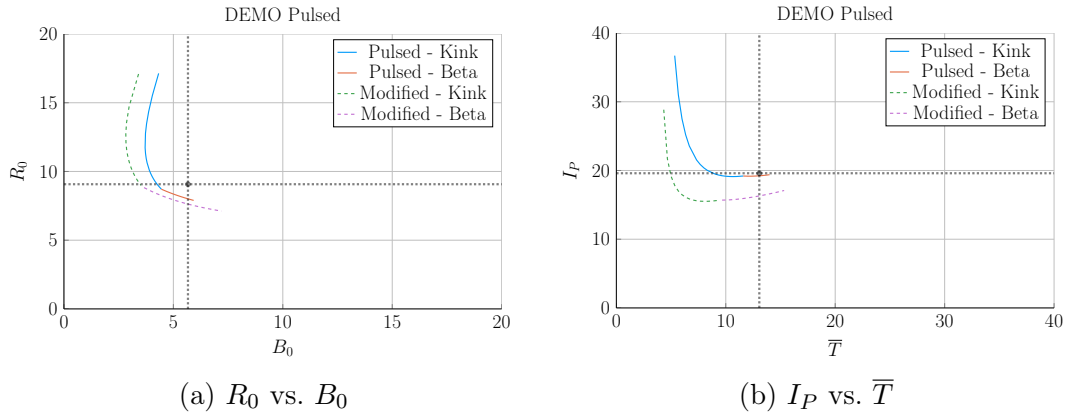 DEMO Pulsed
20
15
10
5
0
R₀
0 5 10 15 20
B₀
Pulsed - Kink
Pulsed - Beta
Modified - Kink
Modified - Beta
(a) R₀ vs. B₀
DEMO Pulsed
40
30
20
10
0
I_P
0 10 20 30 40
T̅
Pulsed - Kink
Pulsed - Beta
Modified - Kink
Modified - Beta
(b) I_P vs. T̅